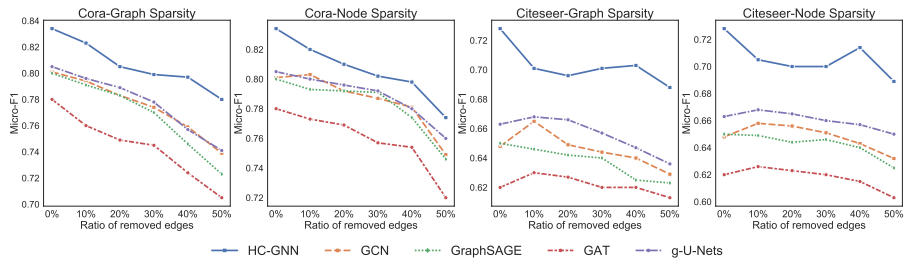 Cora-Graph Sparsity
Micro-F1
0.84
0.82
0.80
0.78
0.76
0.74
0.72
0.70
0% 10% 20% 30% 40% 50%
Ratio of removed edges
Cora-Node Sparsity
Micro-F1
0.82
0.80
0.78
0.76
0.74
0.72
0% 10% 20% 30% 40% 50%
Ratio of removed edges
Citeseer-Graph Sparsity
Micro-F1
0.72
0.70
0.68
0.66
0.64
0.62
0% 10% 20% 30% 40% 50%
Ratio of removed edges
Citeseer-Node Sparsity
Micro-F1
0.72
0.70
0.68
0.66
0.64
0.62
0.60
0% 10% 20% 30% 40% 50%
Ratio of removed edges
HC-GNN GCN GraphSAGE GAT g-U-Nets